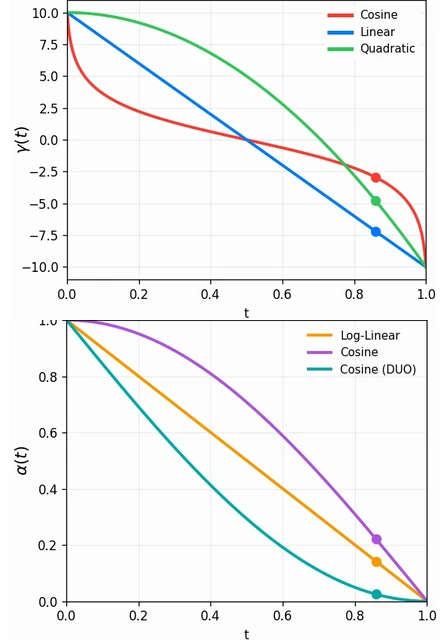 10.0
7.5
5.0
2.5
0.0
−2.5
−5.0
−7.5
−10.0
γ(t)
Cosine
Linear
Quadratic
0.0 0.2 0.4 0.6 0.8 1.0
t
1.0
0.8
0.6
0.4
0.2
0.0
α(t)
Log-Linear
Cosine
Cosine (DUO)
0.0 0.2 0.4 0.6 0.8 1.0
t